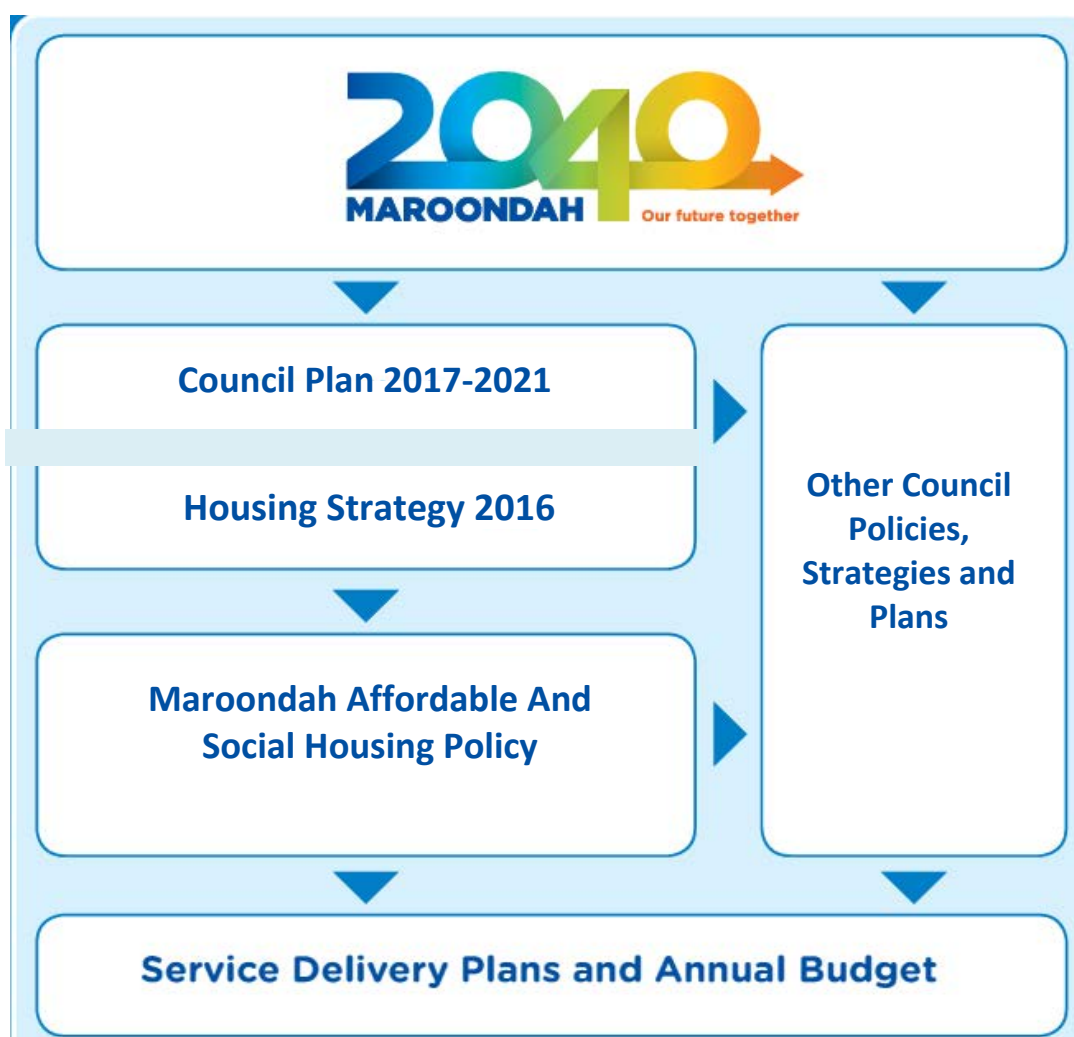 2040
MAROONDAH
Our future together
Council Plan 2017-2021
Housing Strategy 2016
Other Council
Policies,
Strategies and
Plans
Maroondah Affordable And
Social Housing Policy
Service Delivery Plans and Annual Budget